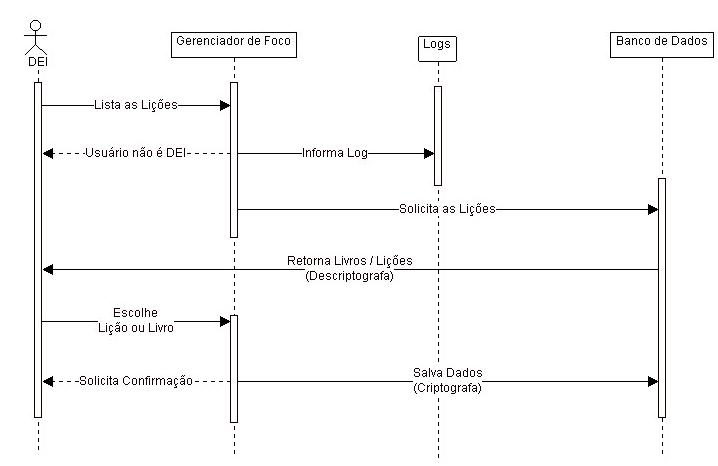 Gerenciador de Foco
Logs
Banco de Dados
DEI
Lista as Lições
Usuário não é DEI
Informa Log
Solicita as Lições
Retorna Livros / Lições
(Descriptografa)
Escolhe
Lição ou Livro
Solicita Confirmação
Salva Dados
(Criptografa)